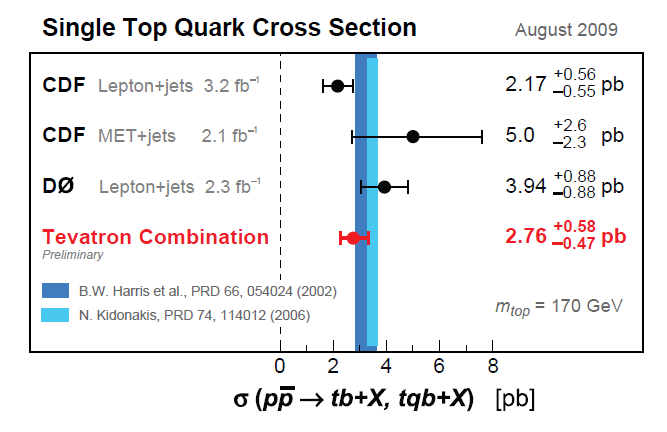 Single Top Quark Cross Section August 2009
CDF Lepton+jets 3.2 fb⁻¹ 2.17 +0.56 −0.55 pb
CDF MET+jets 2.1 fb⁻¹ 5.0 +2.6 −2.3 pb
DØ Lepton+jets 2.3 fb⁻¹ 3.94 +0.88 −0.88 pb
Tevatron Combination 2.76 +0.58 −0.47 pb
Preliminary
B.W. Harris et al., PRD 66, 054024 (2002)
N. Kidonakis, PRD 74, 114012 (2006) m_top = 170 GeV
0 2 4 6 8
σ (pp̅ → tb+X, tqb+X) [pb]